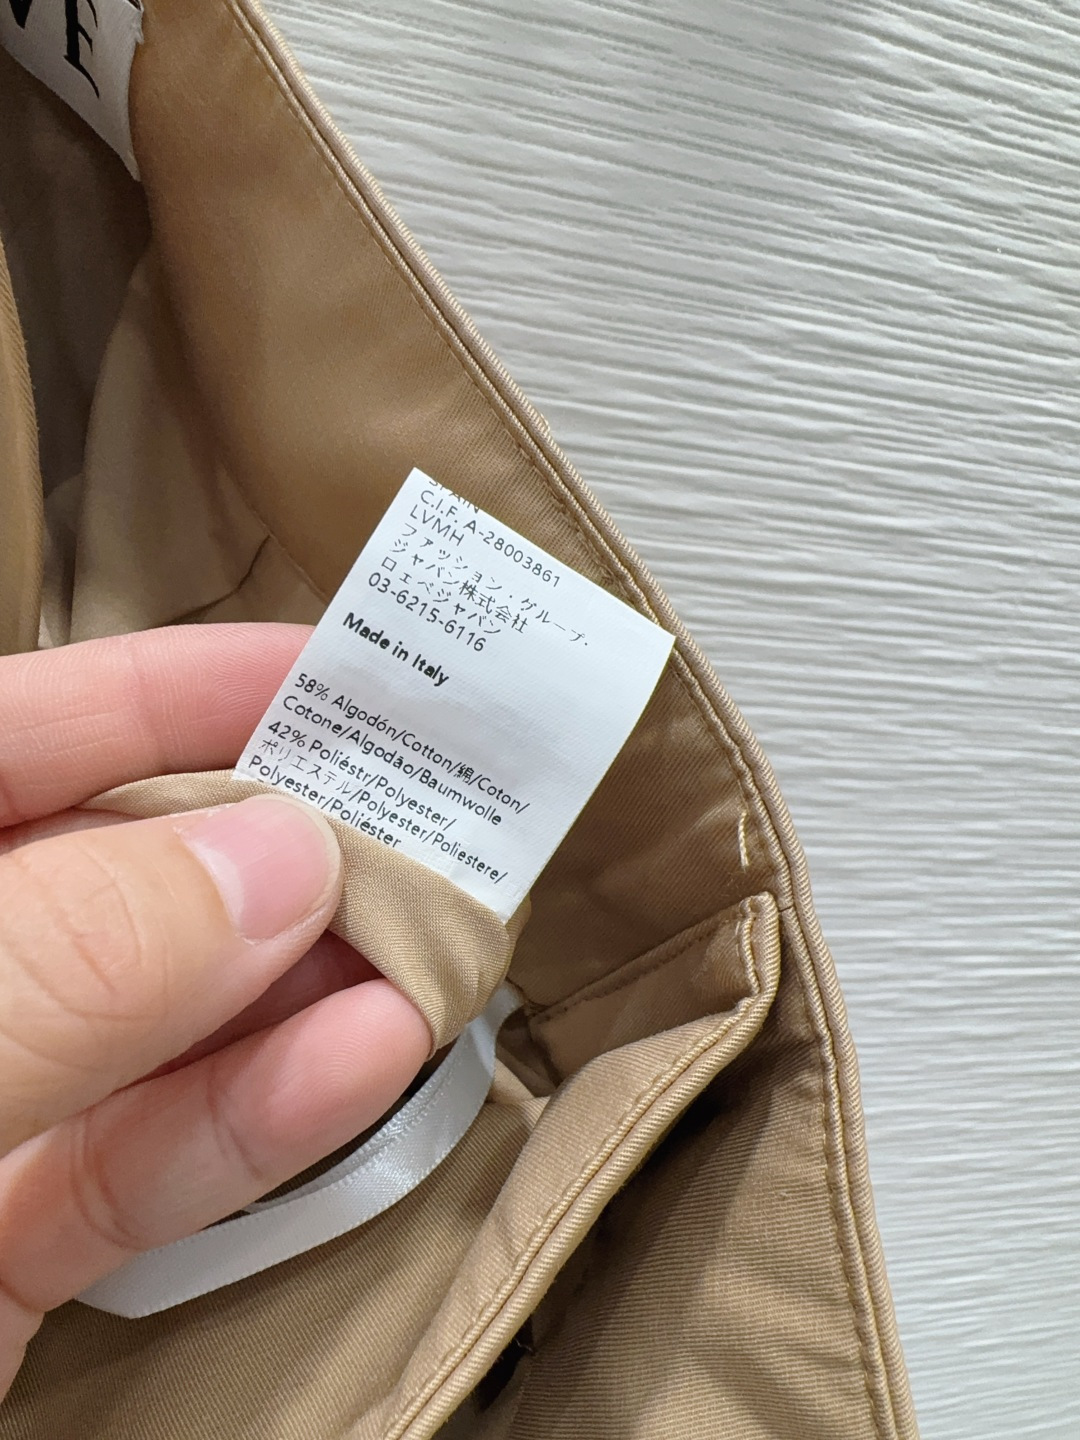 WE
SPAIN
C.I.F. A-28003861
LVMH
ファッション・グループ.
ジャパン株式会社
ロエベジャパン
03-6215-6116
Made in Italy
58% Algodón/Cotton/綿/Coton/
Cotone/Algodão/Baumwolle
42% Poliéstr/Polyester/
ポリエステル/Polyester/Poliestere/
Polyester/Poliéster